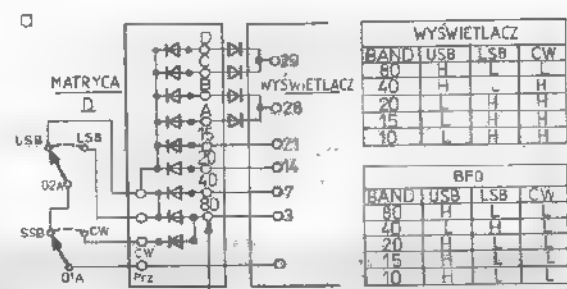 MATRYCA
D
USB
LSB
02A
SSB
CW
01A
D
C
B
A
15
20
40
80
CW
Prz
29
WYŚWIETLACZ
28
21
14
7
3
WYŚWIETLACZ
BAND USB LSB CW
80 H L L
40 H L H
20 L H H
15 L H H
10 L H H
BFO
BAND USB LSB CW
80 H L L
40 L H L
20 H L L
15 H L L
10 H L L